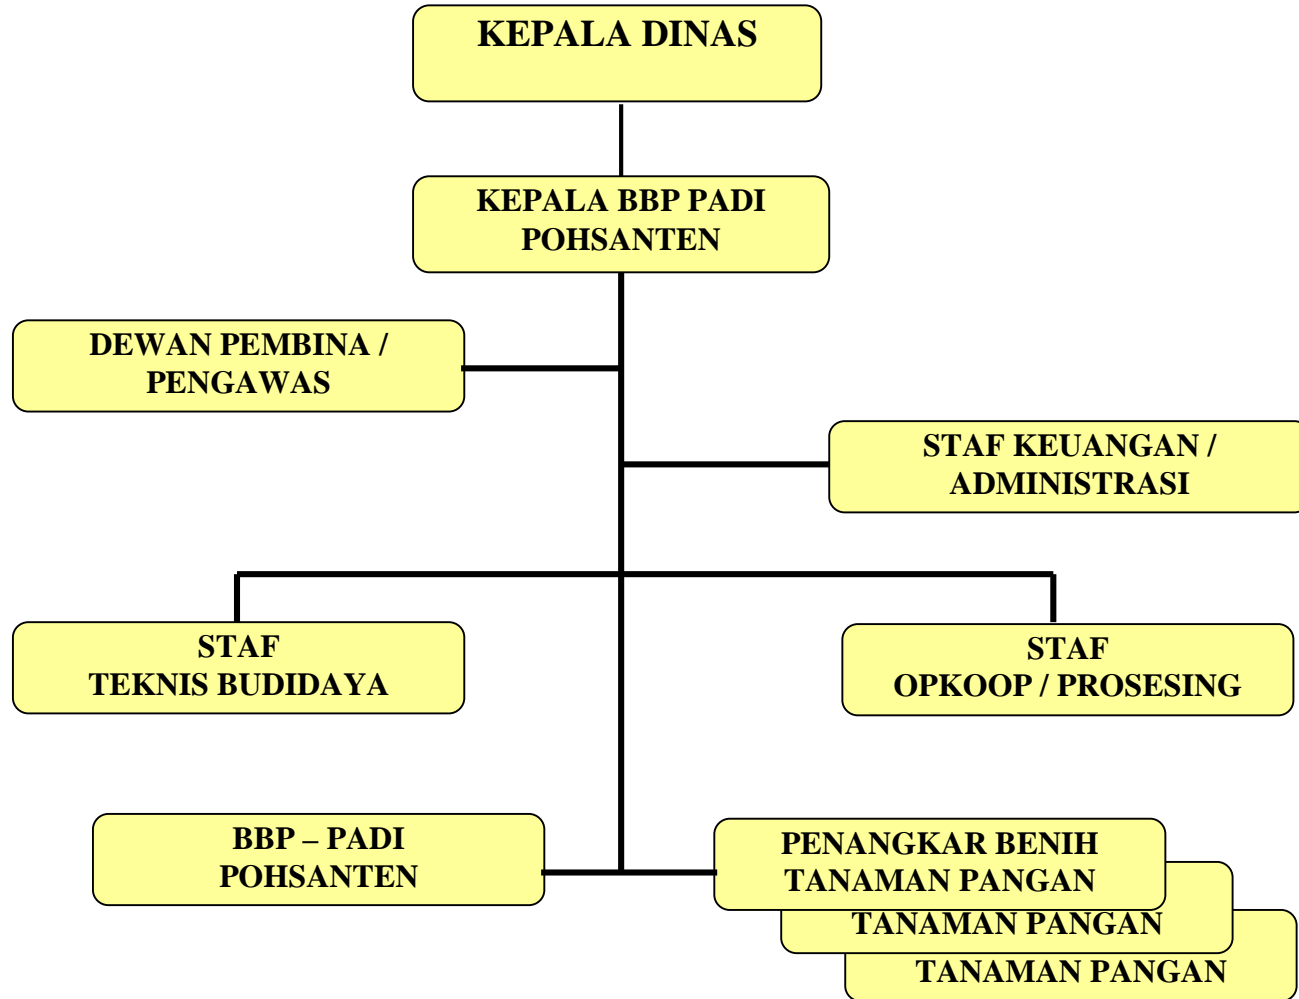 KEPALA DINAS
KEPALA BBP PADI
POHSANTEN
DEWAN PEMBINA /
PENGAWAS
STAF KEUANGAN /
ADMINISTRASI
STAF
TEKNIS BUDIDAYA
STAF
OPKOOP / PROSESING
BBP – PADI
POHSANTEN
PENANGKAR BENIH
TANAMAN PANGAN
TANAMAN PANGAN
TANAMAN PANGAN